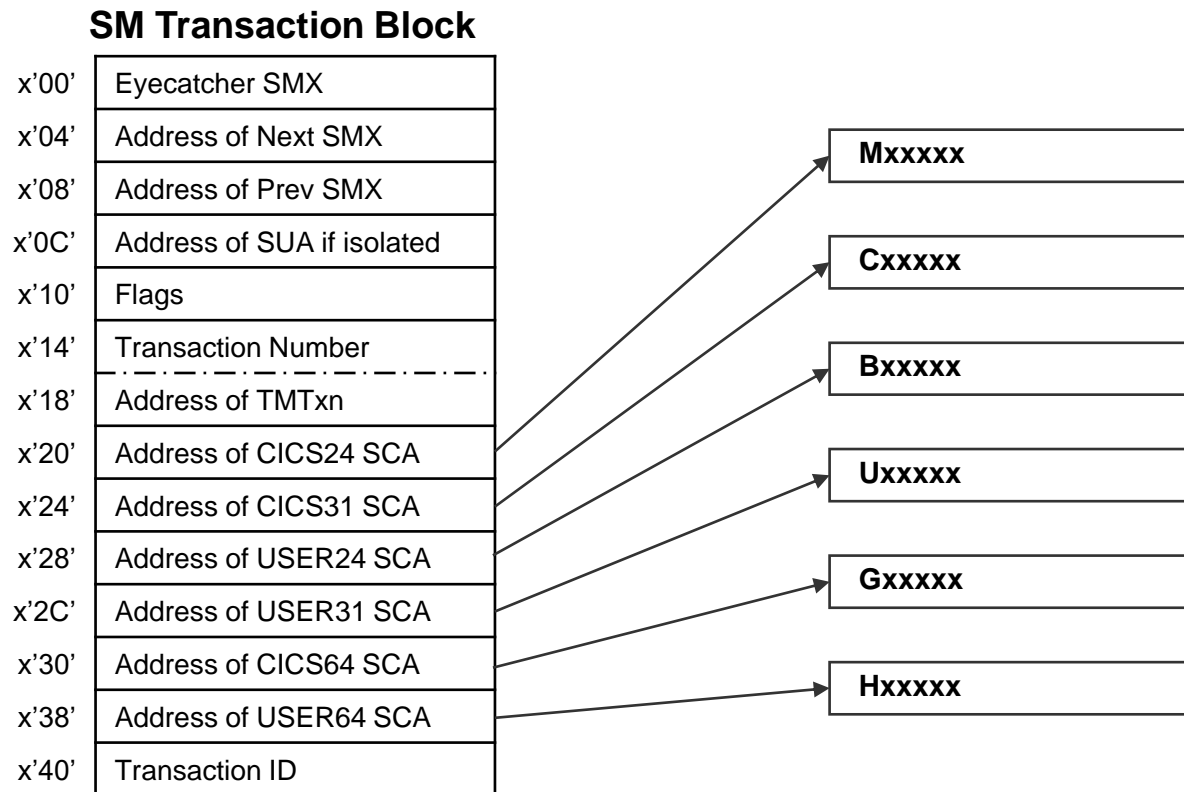 SM Transaction Block
x’00’ Eyecatcher SMX
x’04’ Address of Next SMX
x’08’ Address of Prev SMX
x’0C’ Address of SUA if isolated
x’10’ Flags
x’14’ Transaction Number
x’18’ Address of TMTxn
x’20’ Address of CICS24 SCA
x’24’ Address of CICS31 SCA
x’28’ Address of USER24 SCA
x’2C’ Address of USER31 SCA
x’30’ Address of CICS64 SCA
x’38’ Address of USER64 SCA
x’40’ Transaction ID
Mxxxxx
Cxxxxx
Bxxxxx
Uxxxxx
Gxxxxx
Hxxxxx